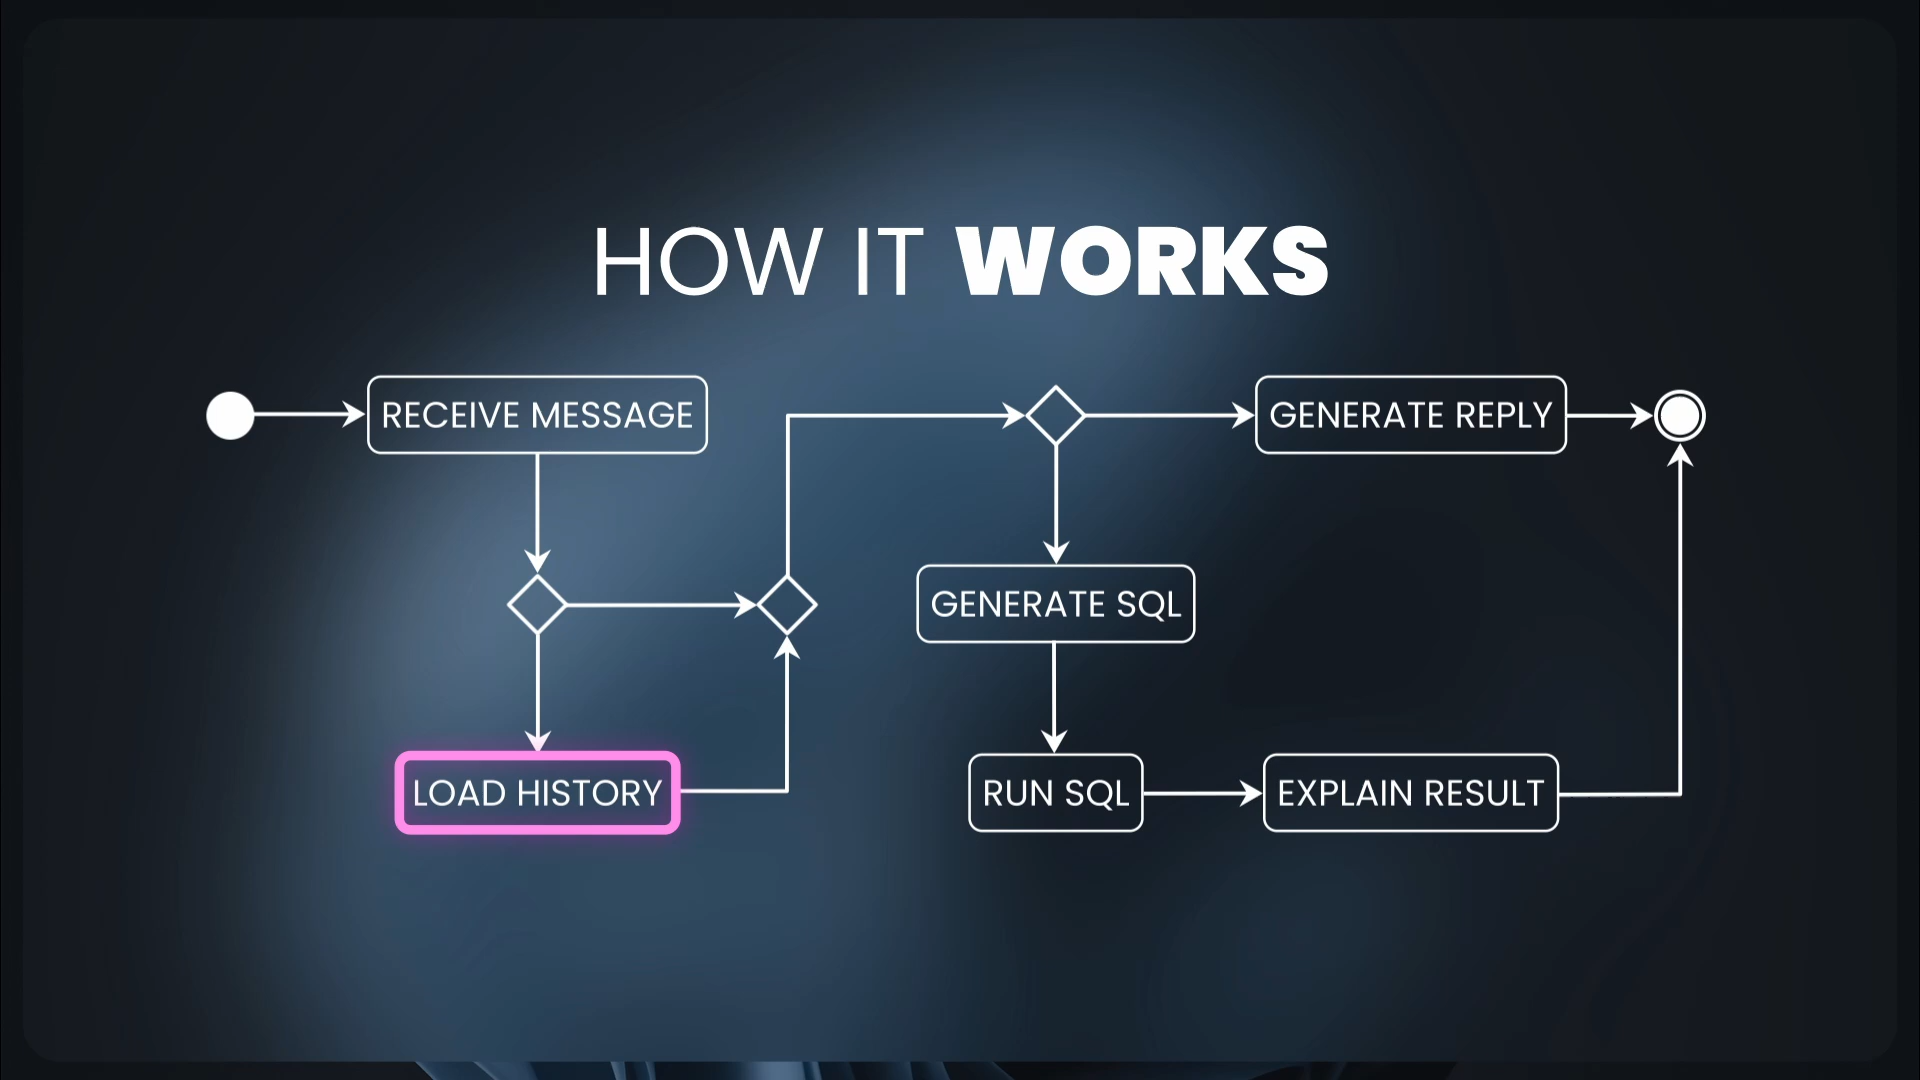 HOW IT WORKS
RECEIVE MESSAGE
GENERATE REPLY
GENERATE SQL
LOAD HISTORY
RUN SQL
EXPLAIN RESULT